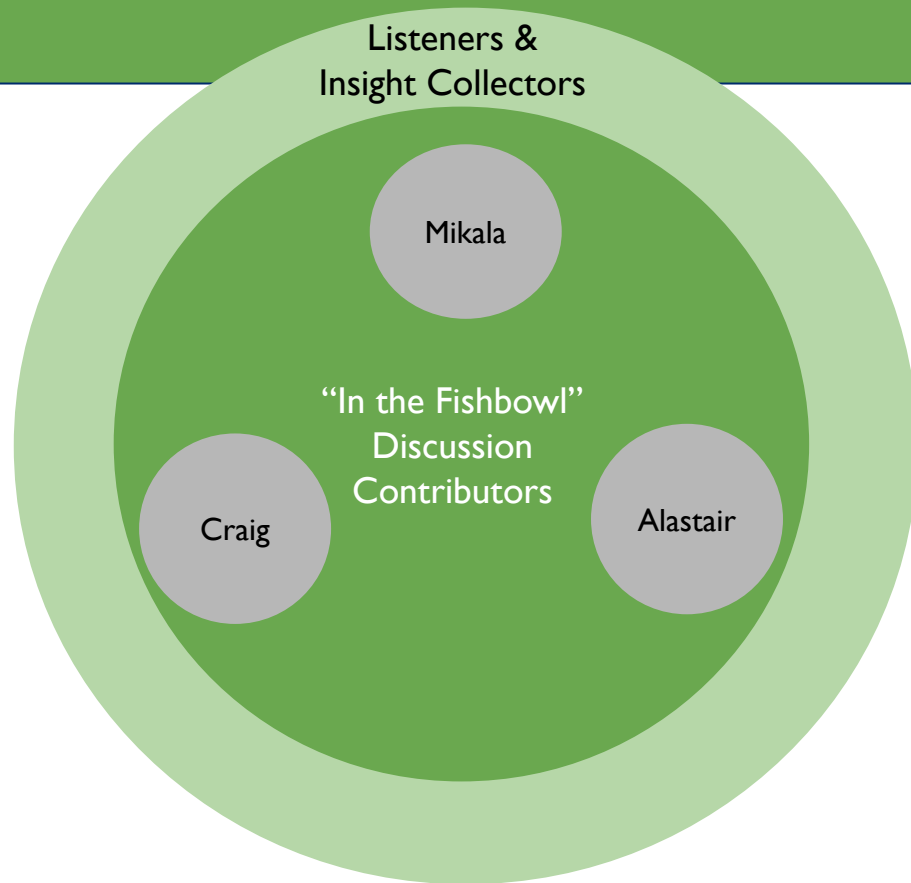 Listeners &
Insight Collectors
Mikala
“In the Fishbowl”
Discussion
Contributors
Craig
Alastair